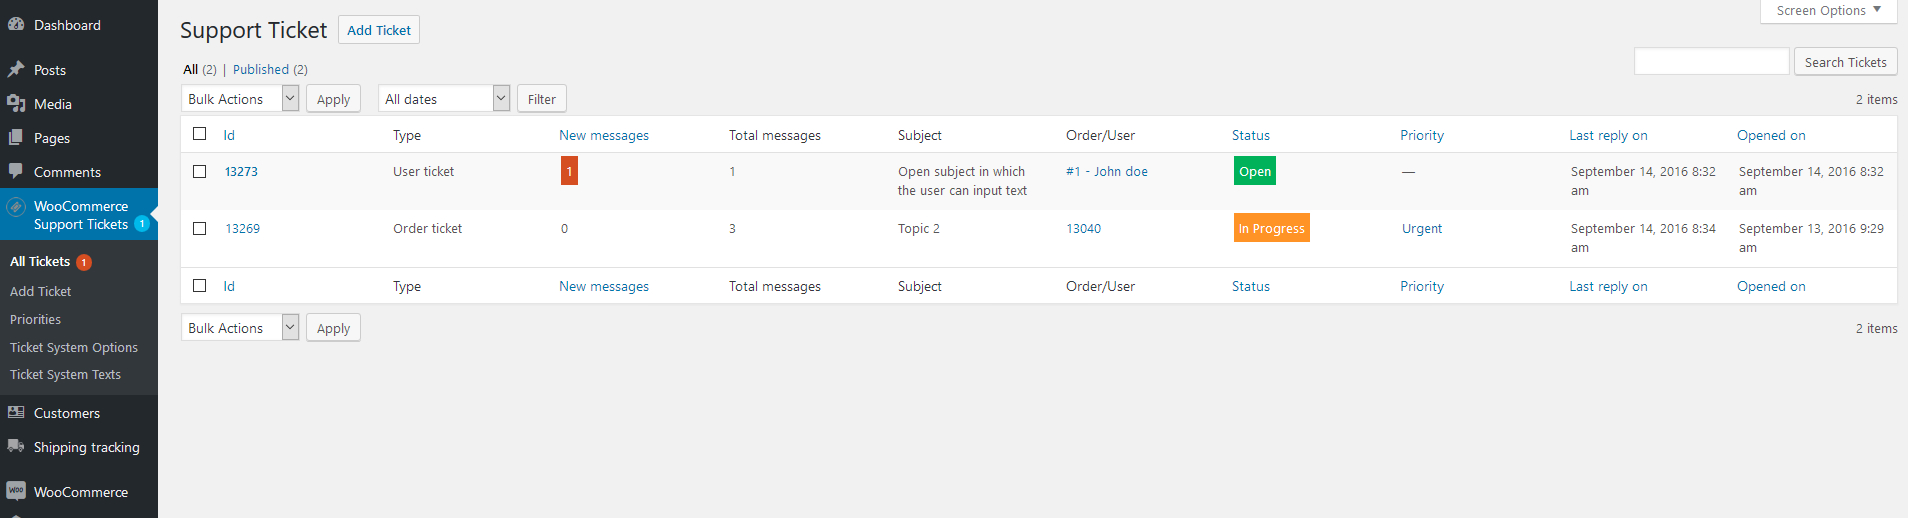 Dashboard
Posts
Media
Pages
Comments
WooCommerce
Support Tickets 1
All Tickets 1
Add Ticket
Priorities
Ticket System Options
Ticket System Texts
Customers
Shipping tracking
Woo WooCommerce
Screen Options ▼
Support Ticket Add Ticket
All (2) | Published (2)
Search Tickets
Bulk Actions Apply All dates Filter 2 items
Id Type New messages Total messages Subject Order/User Status Priority Last reply on Opened on
13273 User ticket 1 1 Open subject in which #1 - John doe Open — September 14, 2016 8:32 September 14, 2016 8:32
the user can input text am am
13269 Order ticket 0 3 Topic 2 13040 In Progress Urgent September 14, 2016 8:34 September 13, 2016 9:29
am am
Id Type New messages Total messages Subject Order/User Status Priority Last reply on Opened on
Bulk Actions Apply 2 items